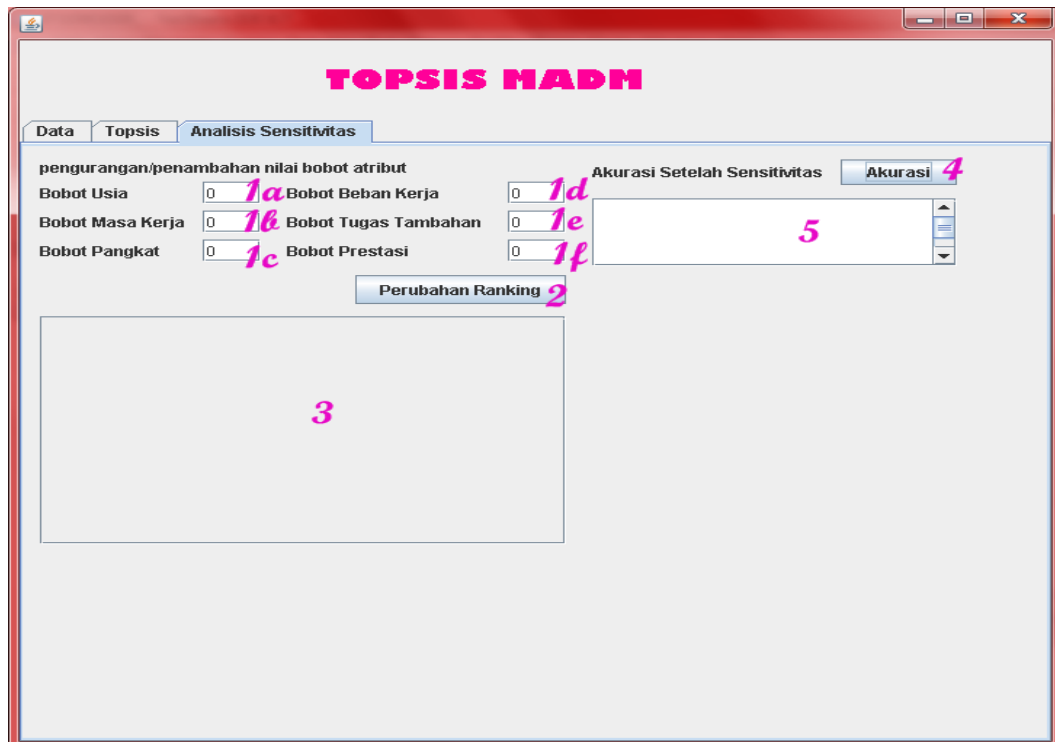 TOPSIS MADM
Data Topsis Analisis Sensitivitas
pengurangan/penambahan nilai bobot atribut
Bobot Usia 0 1a Bobot Beban Kerja 0 1d
Bobot Masa Kerja 0 1b Bobot Tugas Tambahan 0 1e
Bobot Pangkat 0 1c Bobot Prestasi 0 1f
Perubahan Ranking 2
3
Akurasi Setelah Sensitivitas Akurasi 4
5